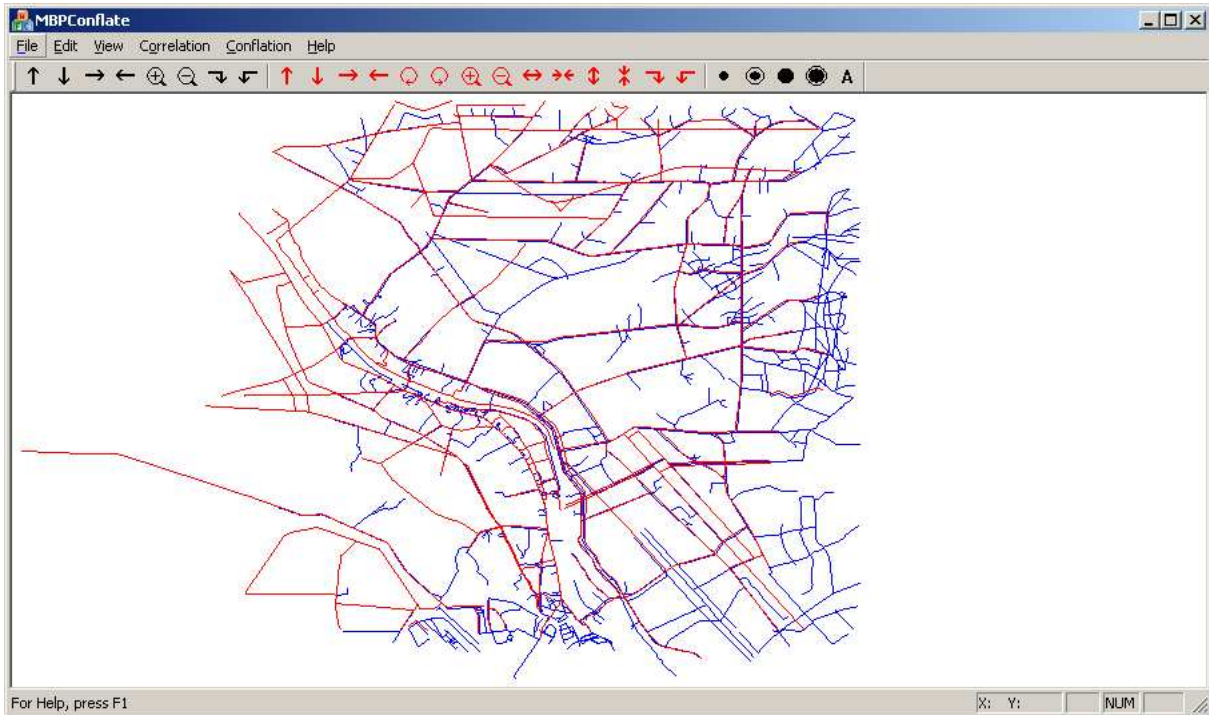 MBPConflate
File Edit View Correlation Conflation Help
A
For Help, press F1 X: Y: NUM